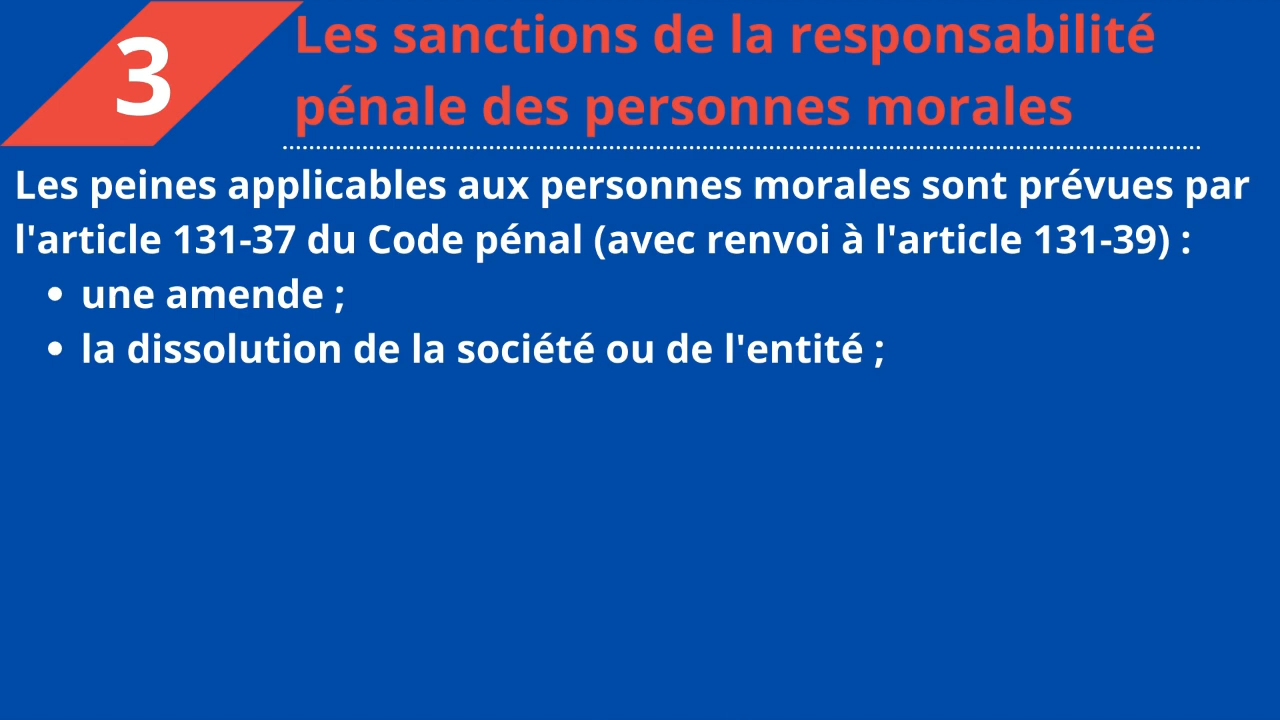 3
Les sanctions de la responsabilité
pénale des personnes morales
Les peines applicables aux personnes morales sont prévues par
l'article 131-37 du Code pénal (avec renvoi à l'article 131-39) :
• une amende ;
• la dissolution de la société ou de l'entité ;